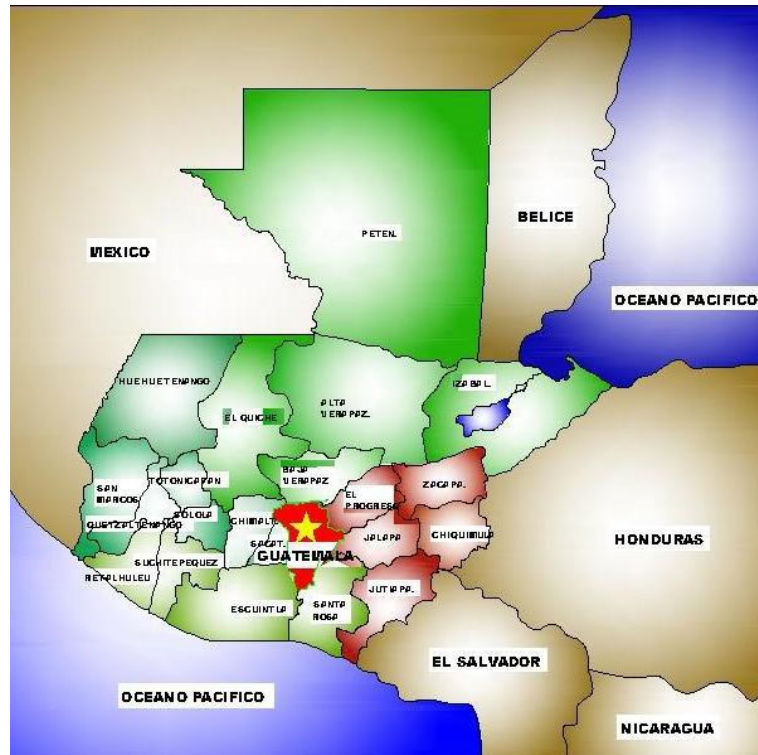 PETEN.
BELICE
MEXICO
OCEANO PACIFICO
HUEHUETENANGO
IZABAL.
ALTA
VERAPAZ.
EL QUICHE
BAJA
VERAPAZ
ZACAPA.
TOTONICAPAN
SAN
MARCOS
EL
PROGRESO
SOLOLA
CHIMALT.
QUETZALTENANGO
JALAPA
CHIQUIMULA
HONDURAS
SACAT.
GUATEMALA
SUCHITEPEQUEZ
RETALHULEU
JUTIAPA.
ESCUINTLA
SANTA
ROSA
EL SALVADOR
OCEANO PACIFICO
NICARAGUA